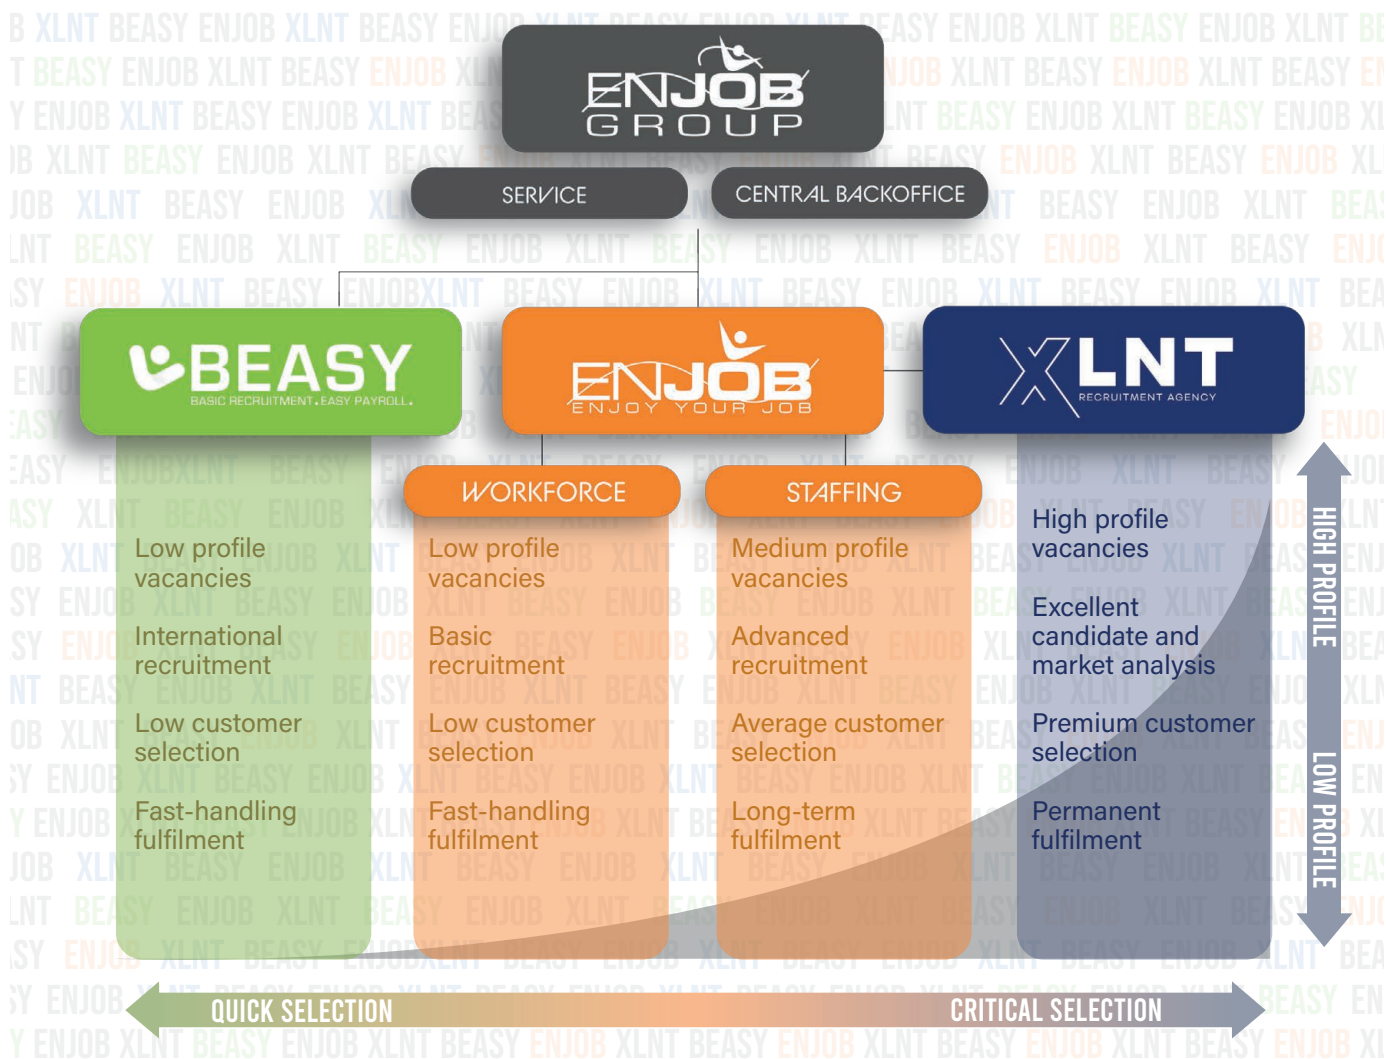 ENJOB
GROUP
SERVICE
CENTRAL BACKOFFICE
BEASY
BASIC RECRUITMENT.EASY PAYROLL.
ENJOB
ENJOY YOUR JOB
XLNT
RECRUITMENT AGENCY
WORKFORCE
STAFFING
Low profile
vacancies
International
recruitment
Low customer
selection
Fast-handling
fulfilment
Low profile
vacancies
Basic
recruitment
Low customer
selection
Fast-handling
fulfilment
Medium profile
vacancies
Advanced
recruitment
Average customer
selection
Long-term
fulfilment
High profile
vacancies
Excellent
candidate and
market analysis
Premium customer
selection
Permanent
fulfilment
HIGH PROFILE
LOW PROFILE
QUICK SELECTION
CRITICAL SELECTION